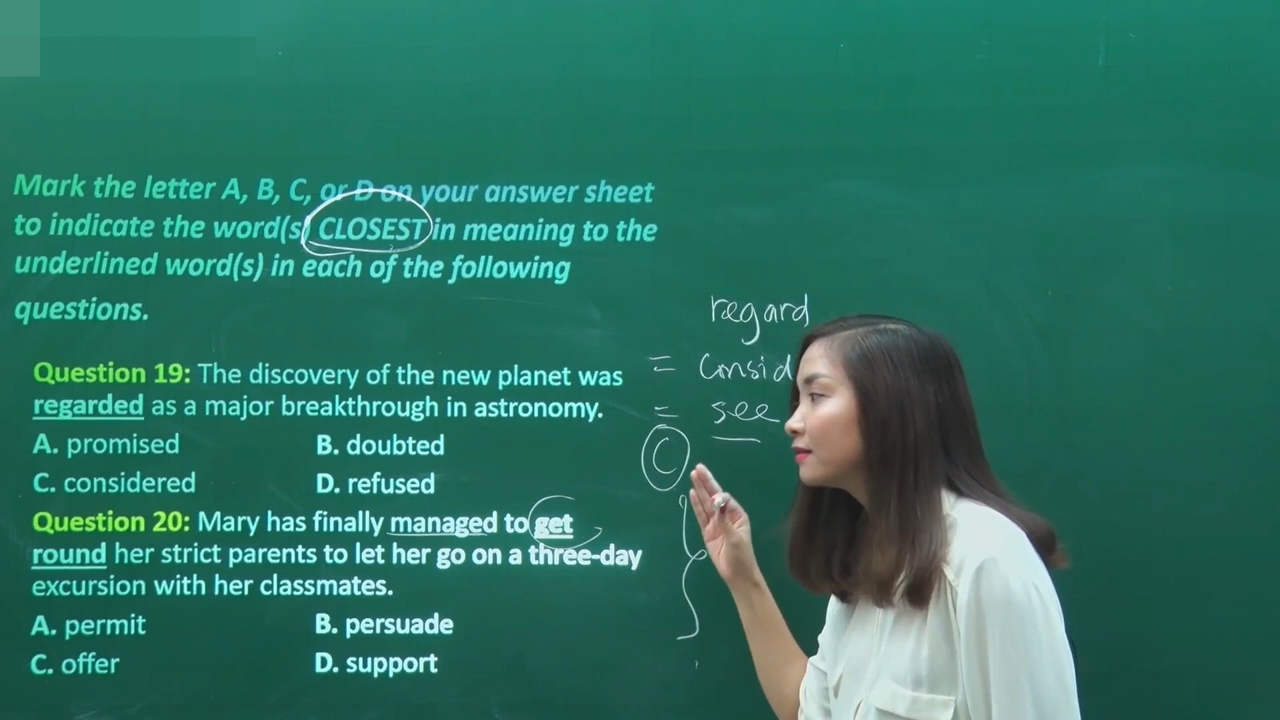 Mark the letter A, B, C, or D on your answer sheet
to indicate the word(s) CLOSEST in meaning to the
underlined word(s) in each of the following
questions.
Question 19: The discovery of the new planet was
regarded as a major breakthrough in astronomy.
A. promised B. doubted
C. considered D. refused
Question 20: Mary has finally managed to get
round her strict parents to let her go on a three-day
excursion with her classmates.
A. permit B. persuade
C. offer D. support
regard
= consid
= see
C